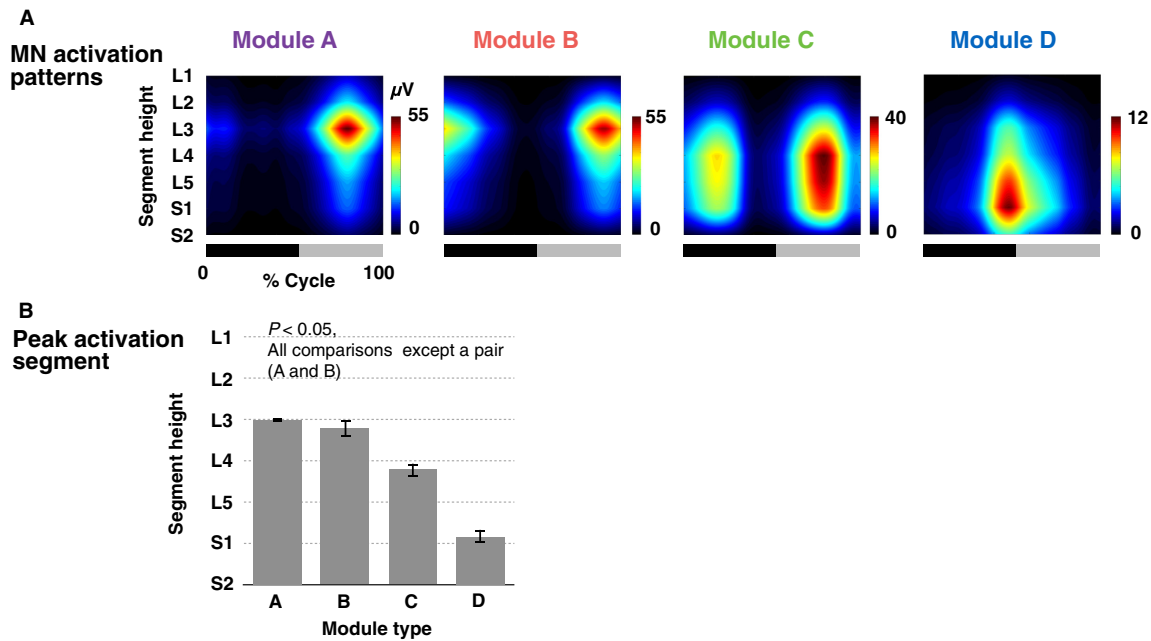 A
MN activation
patterns
Module A
Module B
Module C
Module D
Segment height
L1
L2
L3
L4
L5
S1
S2
µV
55
0
55
0
40
0
12
0
0
100
% Cycle
B
Peak activation
segment
P < 0.05,
All comparisons except a pair
(A and B)
Segment height
L1
L2
L3
L4
L5
S1
S2
A
B
C
D
Module type